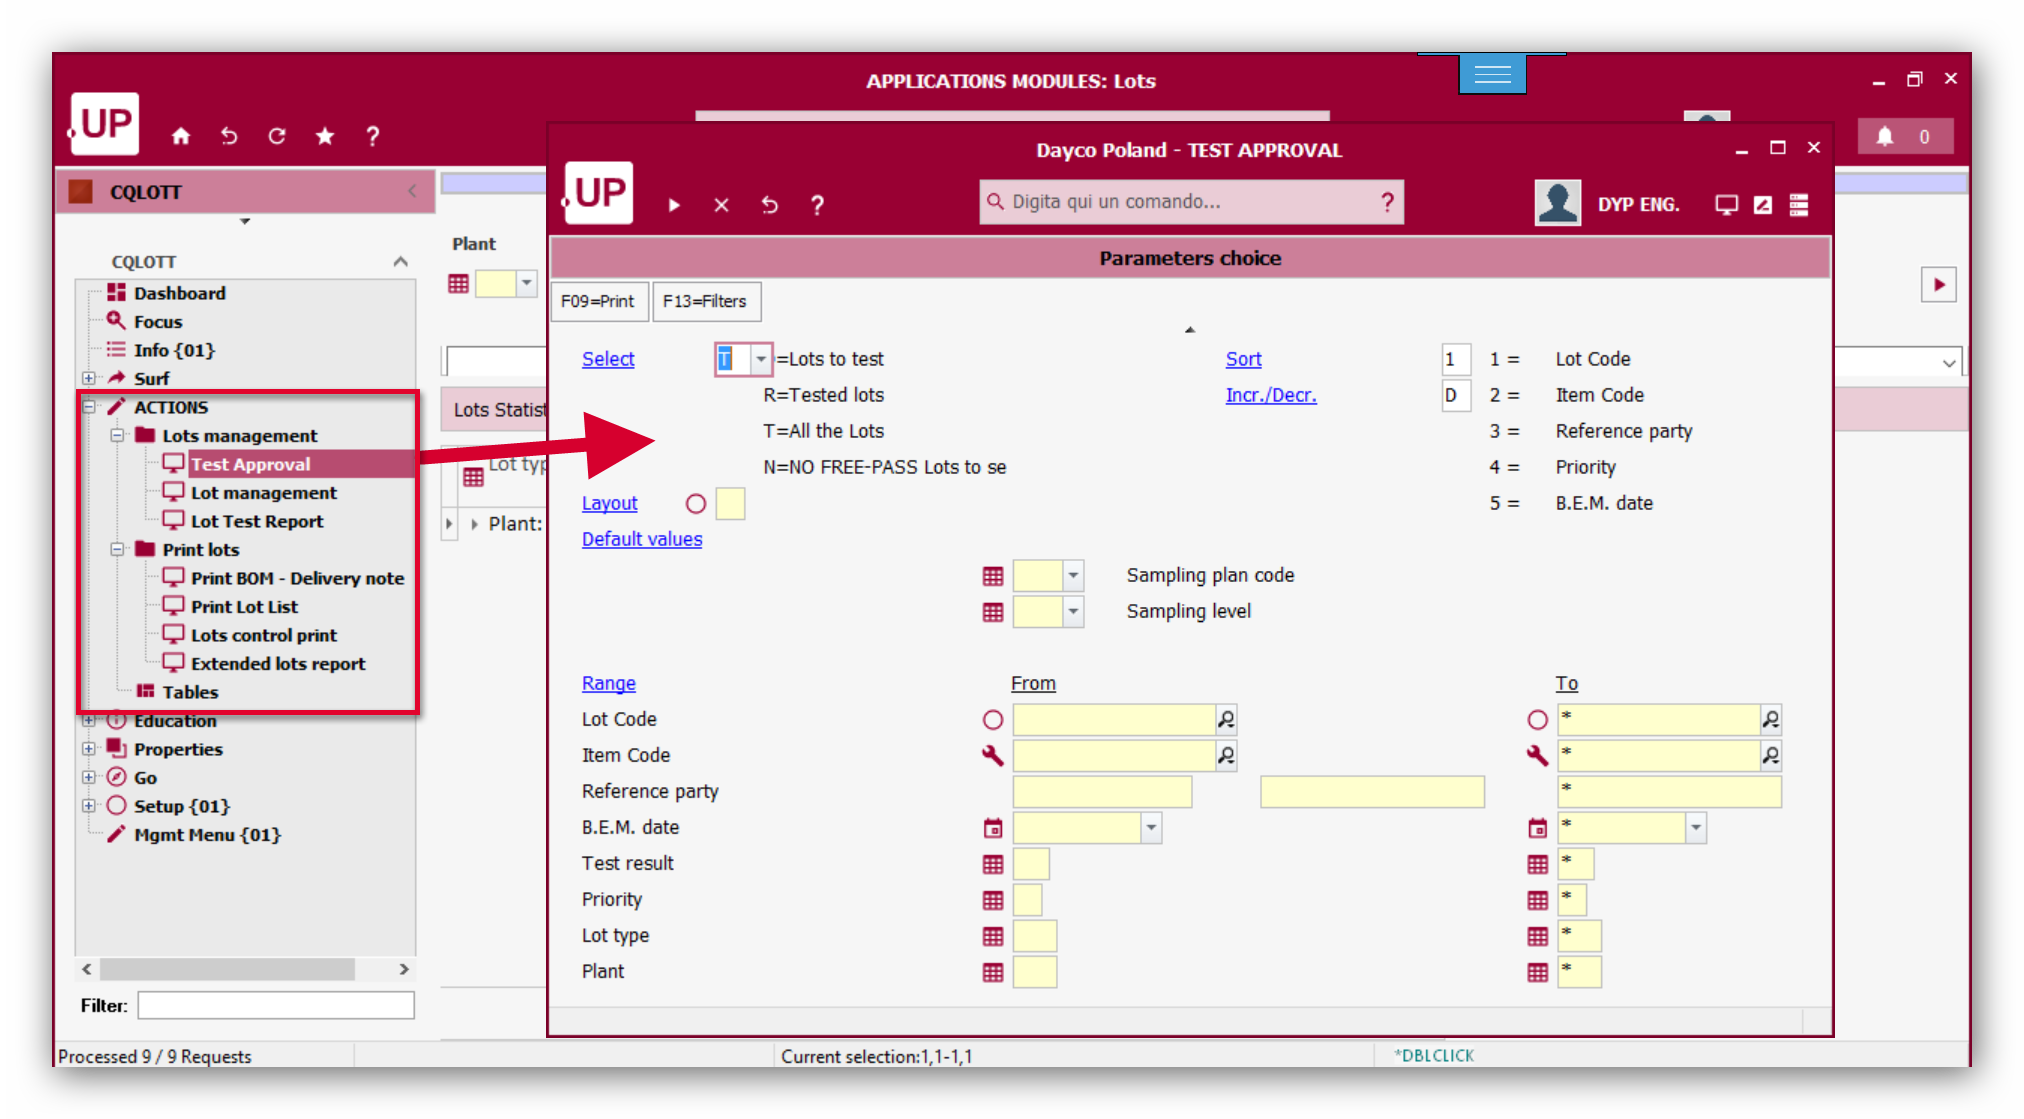 APPLICATIONS MODULES: Lots
UP
0
CQLOTT
CQLOTT
Dashboard
Focus
Info {01}
Surf
ACTIONS
Lots management
Test Approval
Lot management
Lot Test Report
Print lots
Print BOM - Delivery note
Print Lot List
Lots control print
Extended lots report
Tables
Education
Properties
Go
Setup {01}
Mgmt Menu {01}
Filter:
Plant
Lots Statist
Lot typ
Plant:
Dayco Poland - TEST APPROVAL
UP
Digita qui un comando... ?
DYP ENG.
Parameters choice
F09=Print F13=Filters
Select T =Lots to test Sort 1 1 = Lot Code
R=Tested lots Incr./Decr. D 2 = Item Code
T=All the Lots 3 = Reference party
N=NO FREE-PASS Lots to se 4 = Priority
Layout 5 = B.E.M. date
Default values
Sampling plan code
Sampling level
Range From To
Lot Code *
Item Code *
Reference party *
B.E.M. date *
Test result *
Priority *
Lot type *
Plant *
Processed 9 / 9 Requests Current selection:1,1-1,1 *DBLCLICK